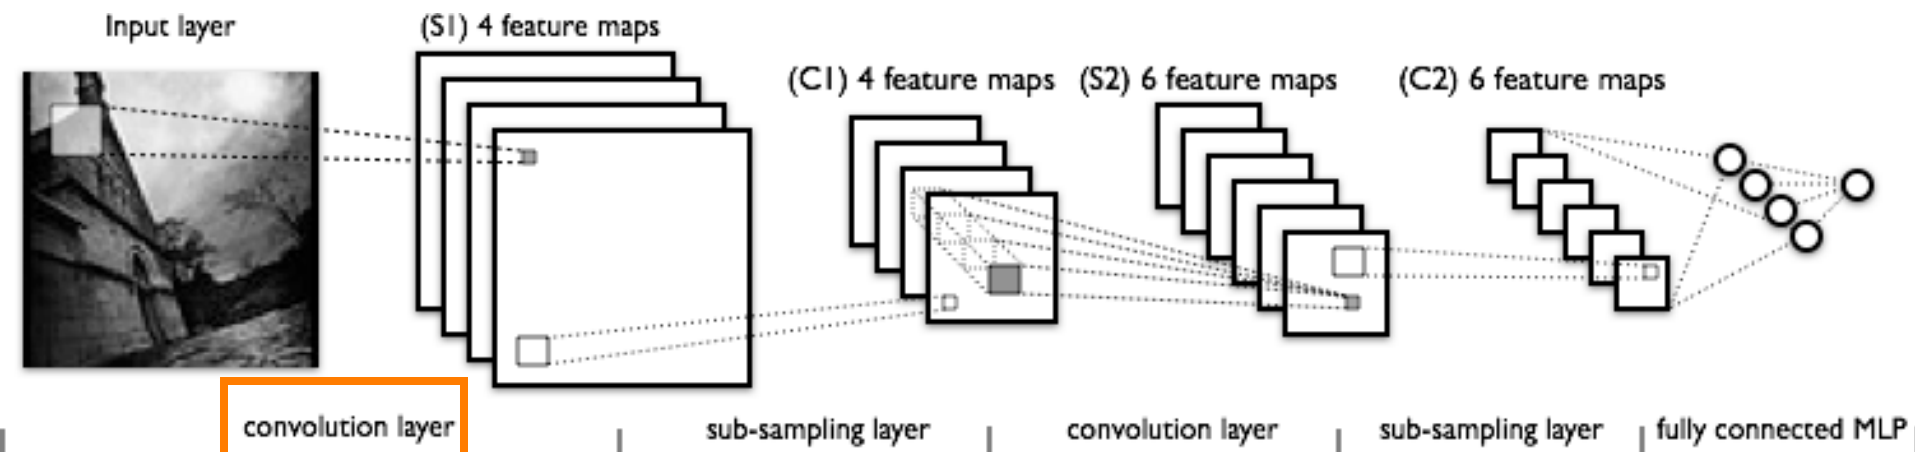 Input layer
(S1) 4 feature maps
(C1) 4 feature maps
(S2) 6 feature maps
(C2) 6 feature maps
convolution layer
sub-sampling layer
convolution layer
sub-sampling layer
fully connected MLP